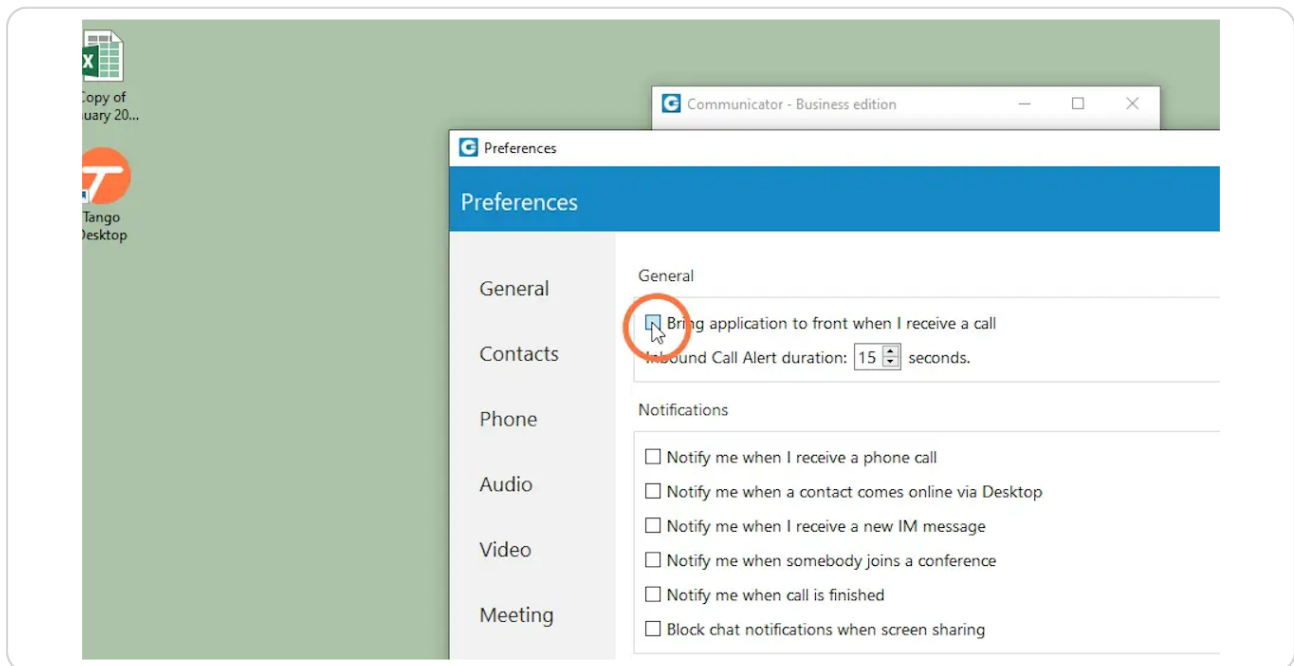 Copy of
uary 20...
Tango
Desktop
Communicator - Business edition
Preferences
Preferences
General
Contacts
Phone
Audio
Video
Meeting
General
Bring application to front when I receive a call
Inbound Call Alert duration: 15 seconds.
Notifications
Notify me when I receive a phone call
Notify me when a contact comes online via Desktop
Notify me when I receive a new IM message
Notify me when somebody joins a conference
Notify me when call is finished
Block chat notifications when screen sharing